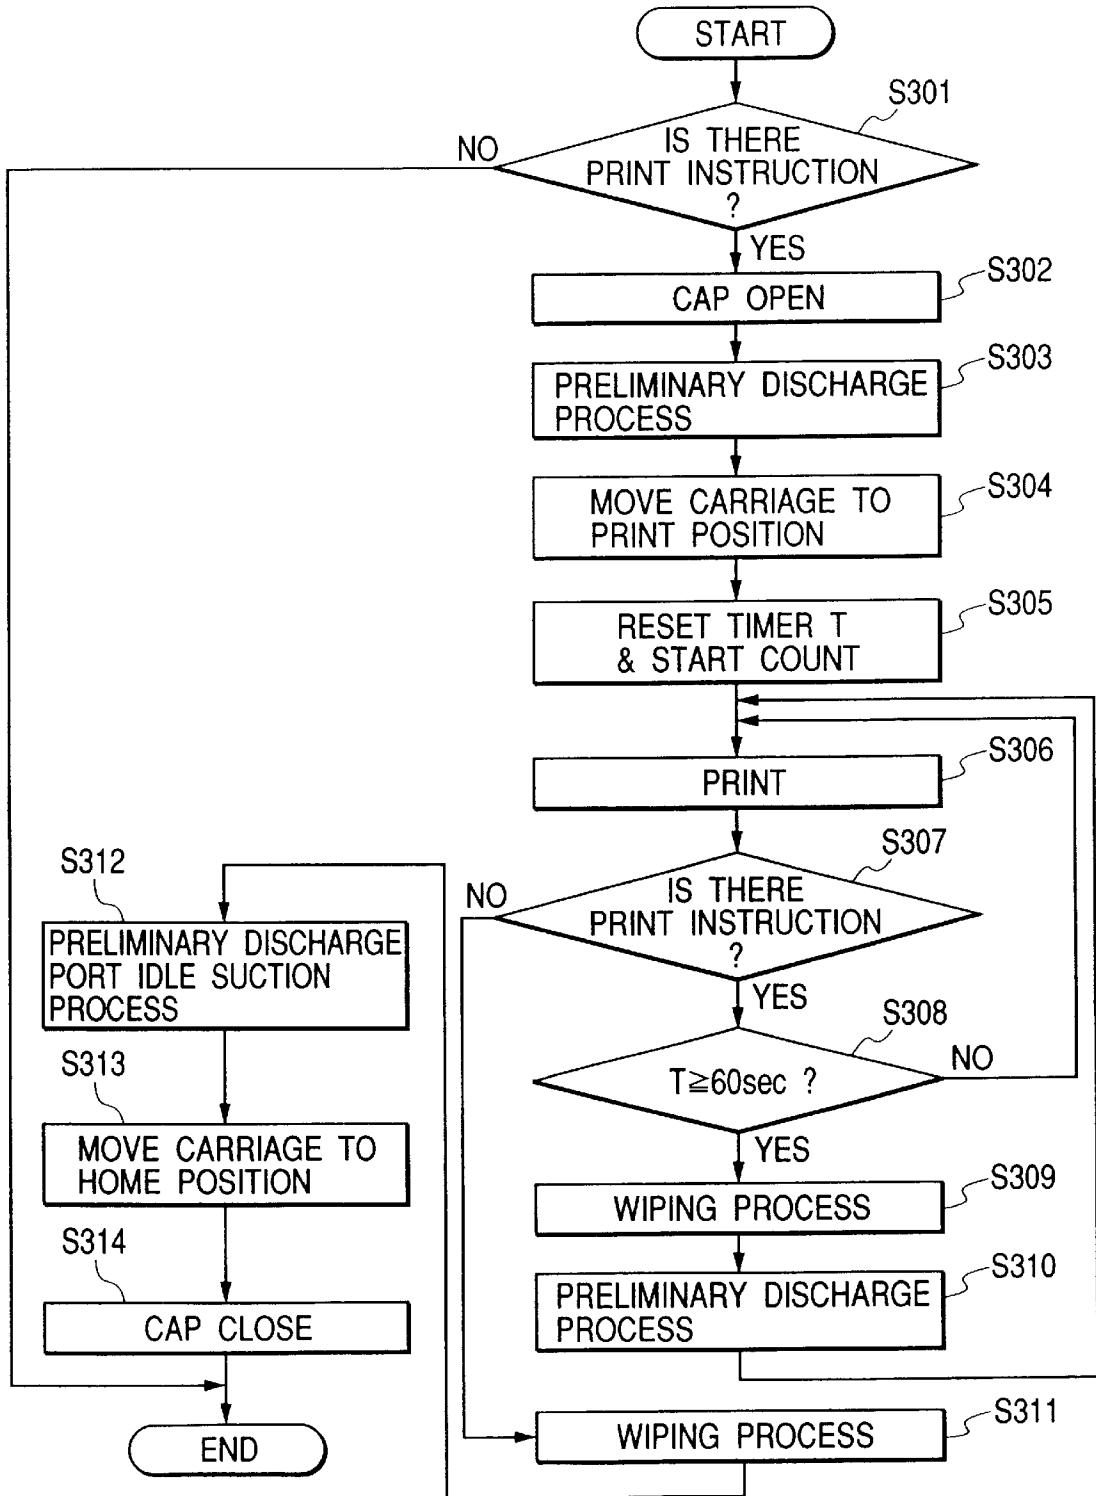 START
S301
IS THERE
PRINT INSTRUCTION
?
NO
YES
S302
CAP OPEN
S303
PRELIMINARY DISCHARGE
PROCESS
S304
MOVE CARRIAGE TO
PRINT POSITION
S305
RESET TIMER T
& START COUNT
S306
PRINT
S307
IS THERE
PRINT INSTRUCTION
?
NO
YES
S308
T≧60sec ?
NO
YES
S309
WIPING PROCESS
S310
PRELIMINARY DISCHARGE
PROCESS
S311
WIPING PROCESS
S312
PRELIMINARY DISCHARGE
PORT IDLE SUCTION
PROCESS
S313
MOVE CARRIAGE TO
HOME POSITION
S314
CAP CLOSE
END